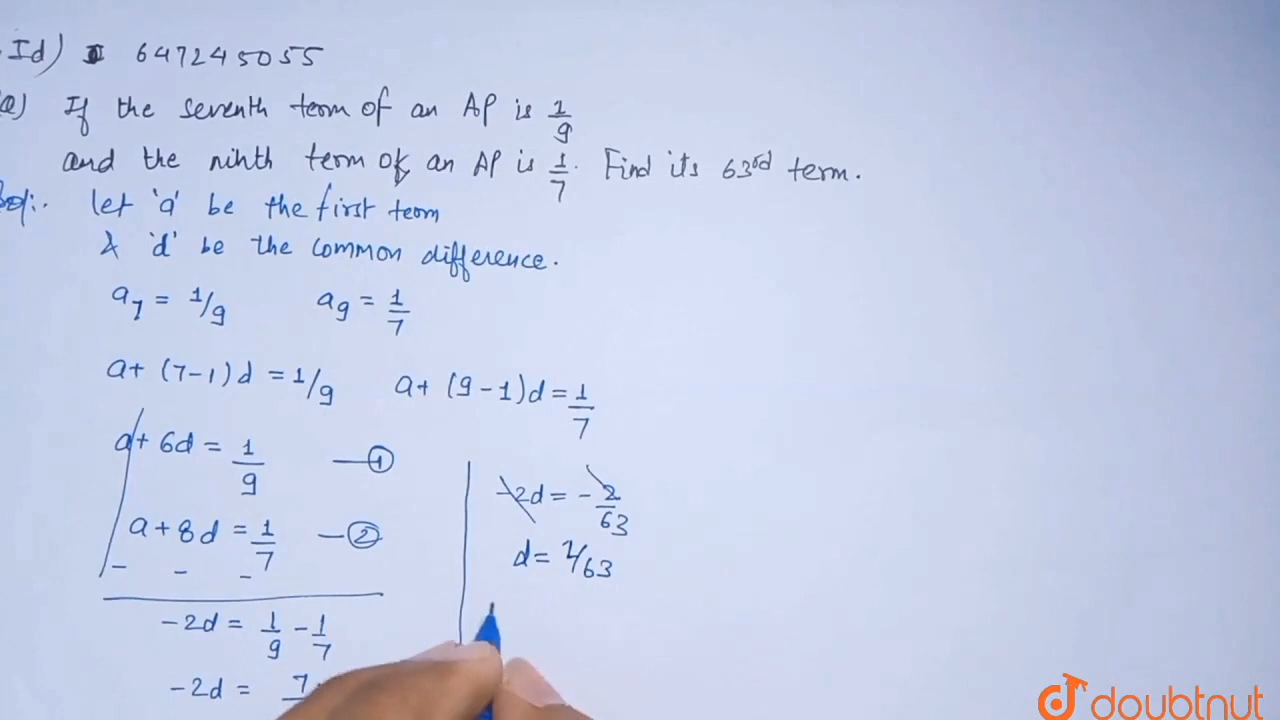 Id) 647245055
Q) If the seventh term of an AP is 1/9
and the ninth term of an AP is 1/7. Find its 63rd term.
Sol:. let 'a' be the first term
& 'd' be the common difference.
a₇ = 1/9 a₉ = 1/7
a+ (7-1)d = 1/9 a+ (9-1)d = 1/7
a+ 6d = 1/9 —①
a+8d = 1/7 —②
- - -
-2d = 1/9 - 1/7
-2d = 7
-2d = -2/63
d = 1/63
doubtnut